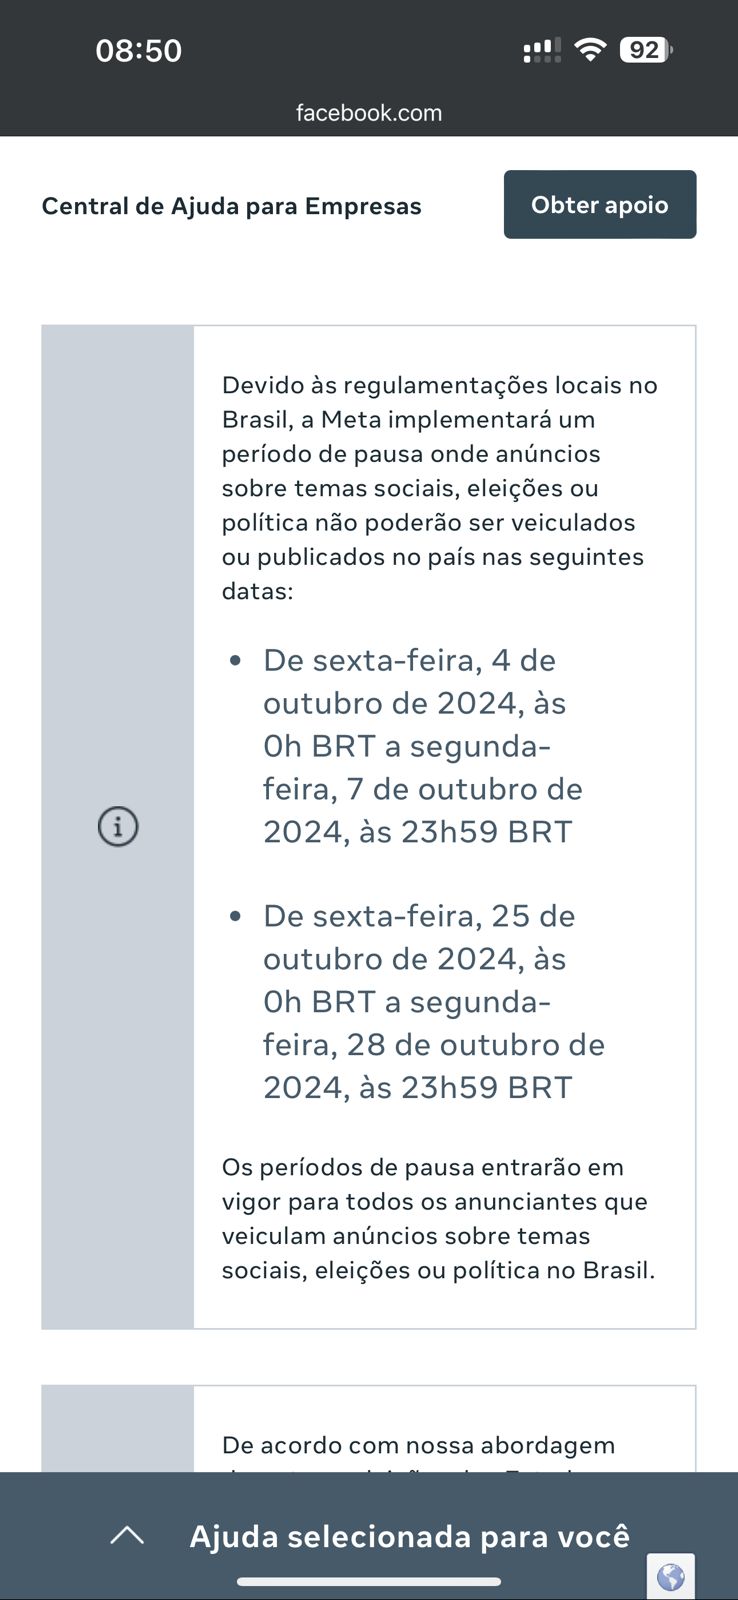 08:50
92
facebook.com
Central de Ajuda para Empresas
Obter apoio
Devido às regulamentações locais no
Brasil, a Meta implementará um
período de pausa onde anúncios
sobre temas sociais, eleições ou
política não poderão ser veiculados
ou publicados no país nas seguintes
datas:
• De sexta-feira, 4 de
outubro de 2024, às
0h BRT a segunda-
feira, 7 de outubro de
2024, às 23h59 BRT
• De sexta-feira, 25 de
outubro de 2024, às
0h BRT a segunda-
feira, 28 de outubro de
2024, às 23h59 BRT
Os períodos de pausa entrarão em
vigor para todos os anunciantes que
veiculam anúncios sobre temas
sociais, eleições ou política no Brasil.
De acordo com nossa abordagem
Ajuda selecionada para você